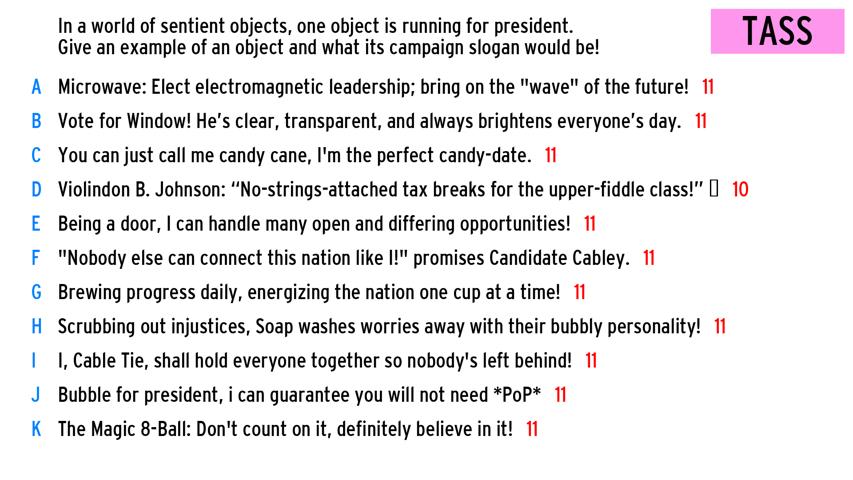 In a world of sentient objects, one object is running for president.
Give an example of an object and what its campaign slogan would be!
TASS
A Microwave: Elect electromagnetic leadership; bring on the "wave" of the future! 11
B Vote for Window! He’s clear, transparent, and always brightens everyone’s day. 11
C You can just call me candy cane, I'm the perfect candy-date. 11
D Violindon B. Johnson: “No-strings-attached tax breaks for the upper-fiddle class!” 10
E Being a door, I can handle many open and differing opportunities! 11
F "Nobody else can connect this nation like I!" promises Candidate Cabley. 11
G Brewing progress daily, energizing the nation one cup at a time! 11
H Scrubbing out injustices, Soap washes worries away with their bubbly personality! 11
I I, Cable Tie, shall hold everyone together so nobody's left behind! 11
J Bubble for president, i can guarantee you will not need *PoP* 11
K The Magic 8-Ball: Don't count on it, definitely believe in it! 11